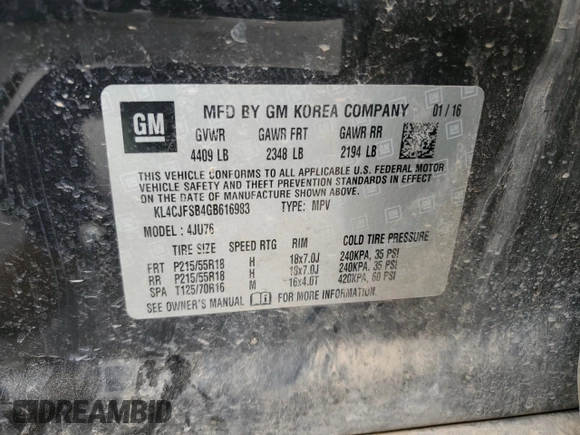 GM MFD BY GM KOREA COMPANY 01/16
GVWR GAWR FRT GAWR RR
4409 LB 2348 LB 2194 LB
THIS VEHICLE CONFORMS TO ALL APPLICABLE U.S. FEDERAL MOTOR
VEHICLE SAFETY AND THEFT PREVENTION STANDARDS IN EFFECT
ON THE DATE OF MANUFACTURE SHOWN ABOVE.
KL4CJFSB4GB616983 TYPE: MPV
MODEL: 4JU76
TIRE SIZE SPEED RTG RIM COLD TIRE PRESSURE
FRT P215/55R18 H 18x7.0J 240KPA, 35 PSI
RR P215/55R18 H 18x7.0J 240KPA, 35 PSI
SPA T125/70R16 M 16x4.0T 420KPA, 60 PSI
SEE OWNER'S MANUAL FOR MORE INFORMATION.
DREAMBID